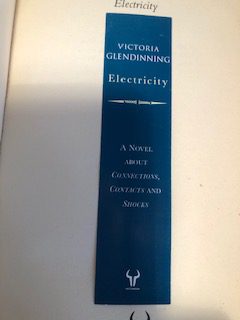 Electricity
VICTORIA
GLENDINNING
Electricity
A NOVEL
ABOUT
CONNECTIONS,
CONTACTS AND
SHOCKS